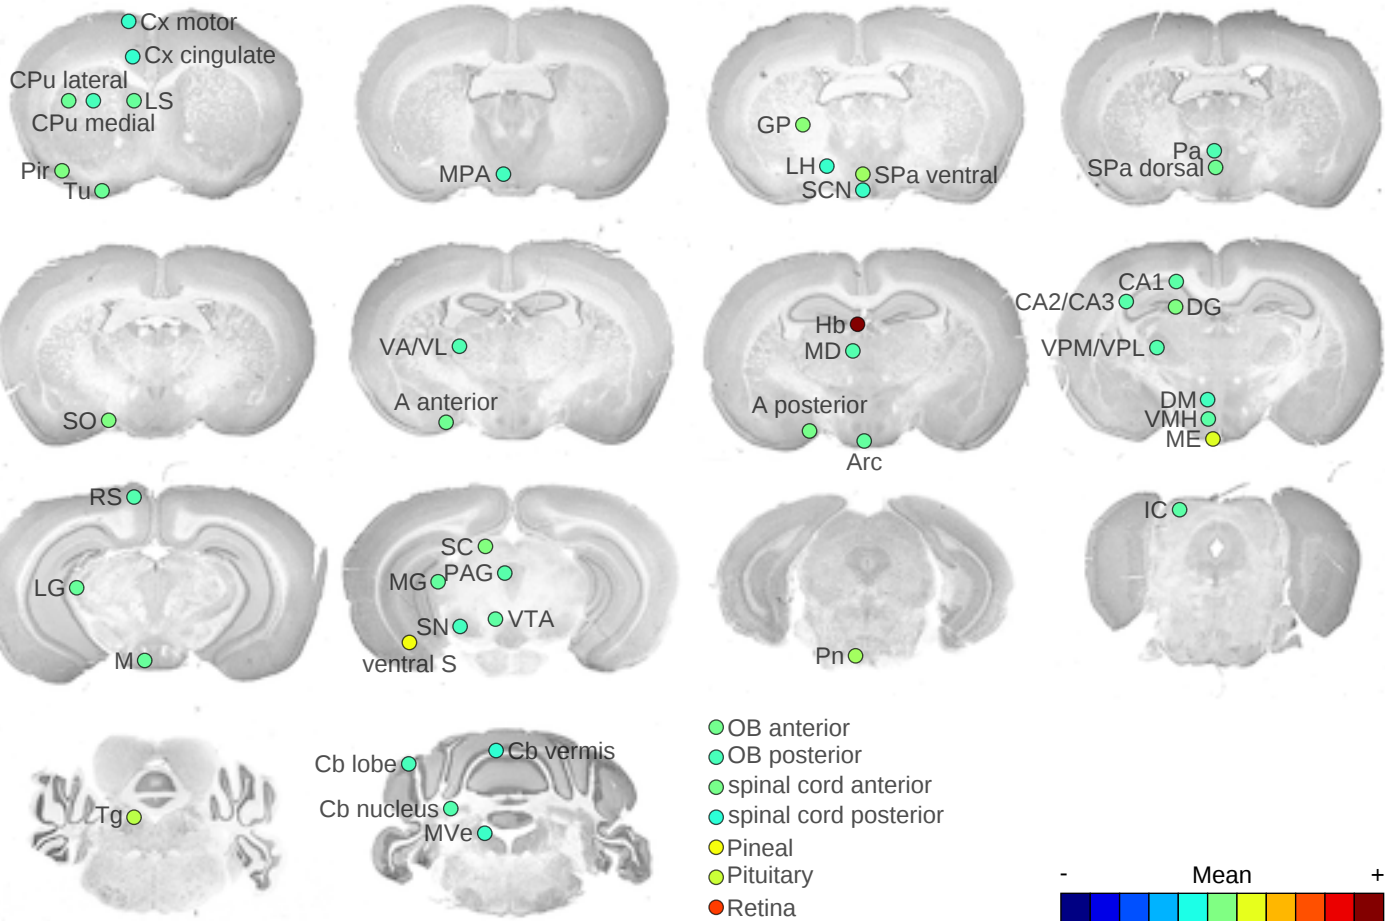 Cx motor
Cx cingulate
CPu lateral
LS
CPu medial
Pir
Tu
MPA
GP
LH
SPa ventral
SCN
Pa
SPa dorsal
SO
VA/VL
A anterior
Hb
MD
A posterior
Arc
CA1
CA2/CA3
DG
VPM/VPL
DM
VMH
ME
RS
LG
M
SC
MG
PAG
SN
VTA
ventral S
Pn
IC
Tg
Cb lobe
Cb vermis
Cb nucleus
MVe
OB anterior
OB posterior
spinal cord anterior
spinal cord posterior
Pineal
Pituitary
Retina
- Mean +